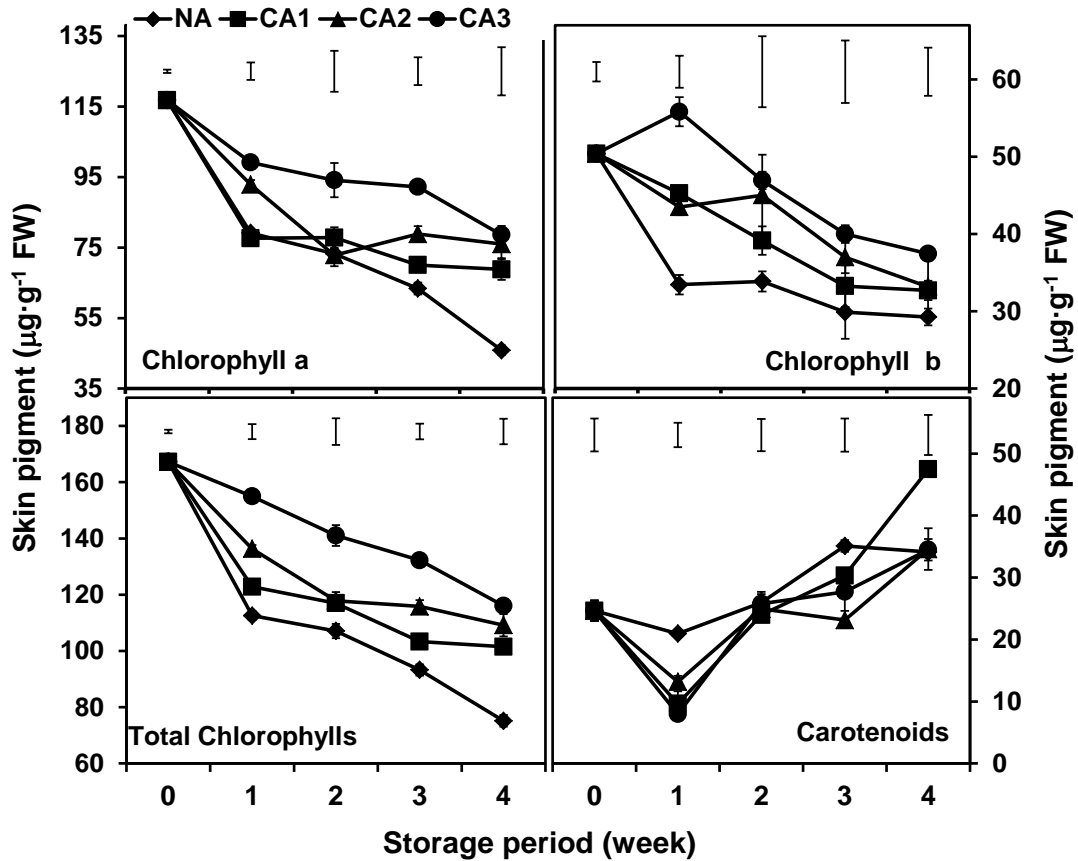 NA CA1 CA2 CA3
135
115
95
75
55
35
Chlorophyll a
60
50
40
30
20
Chlorophyll b
180
160
140
120
100
80
60
Total Chlorophylls
50
40
30
20
10
0
Carotenoids
Skin pigment (µg·g⁻¹ FW)
Skin pigment (µg·g⁻¹ FW)
0 1 2 3 4
0 1 2 3 4
Storage period (week)